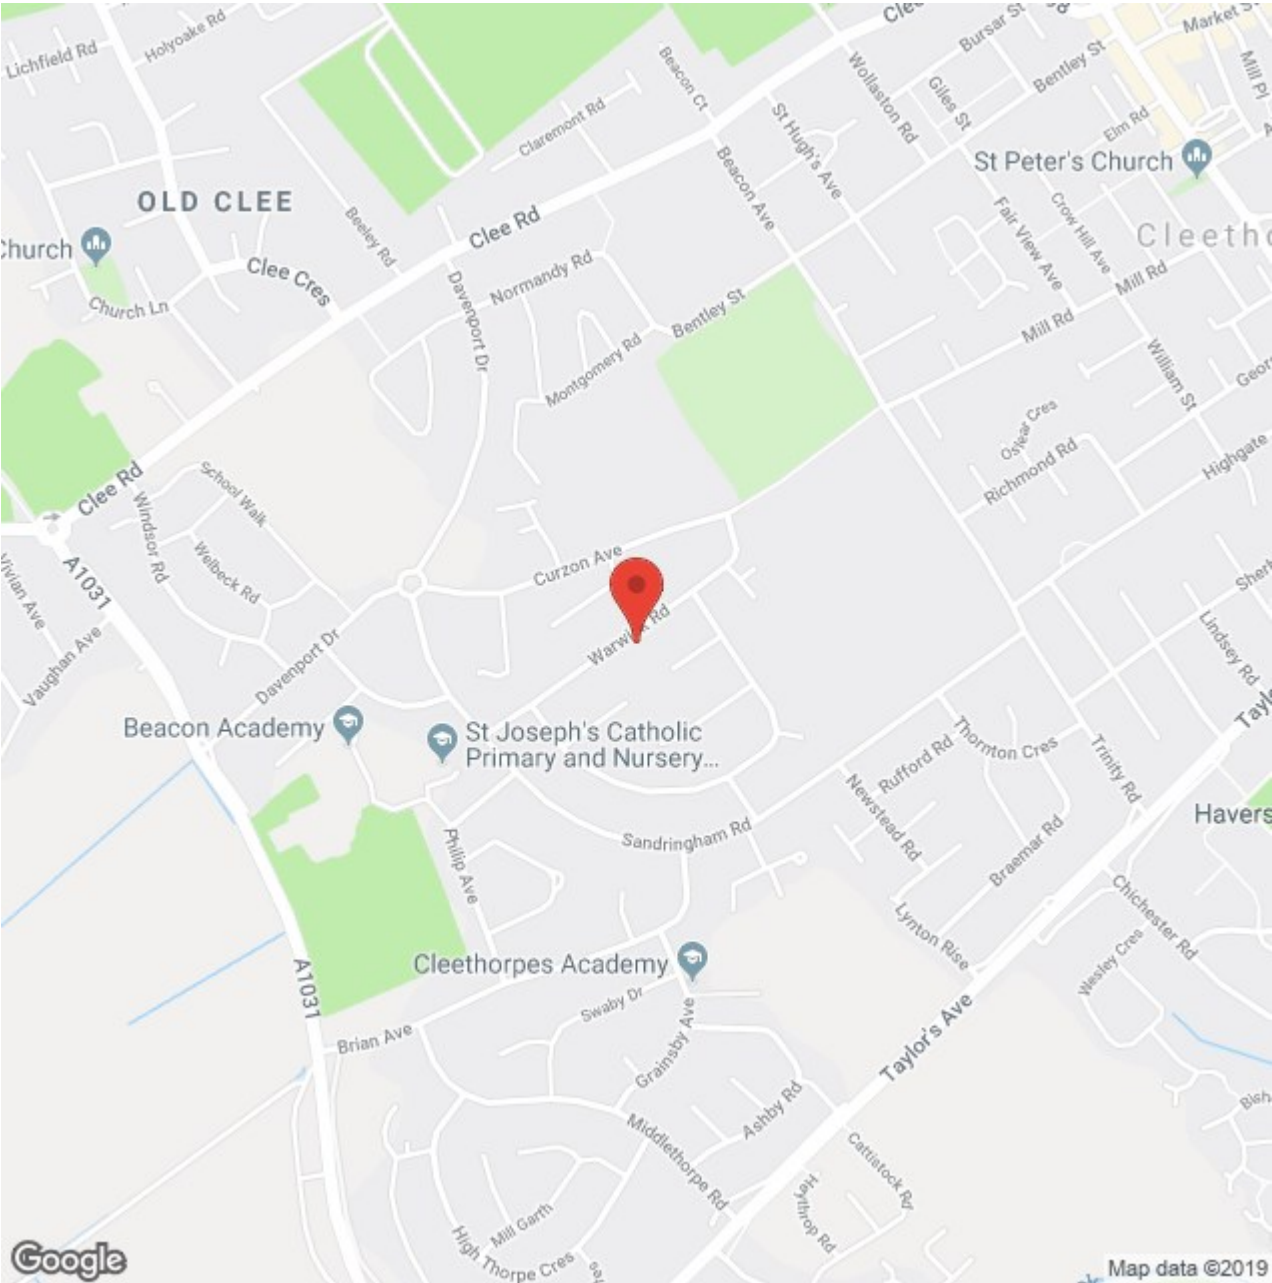 Lichfield Rd
Holyoake Rd
Bursar St
Market St
Wollaston Rd
Bentley St
Mill Pl
Beacon Ct
Giles St
Claremont Rd
St Hugh's Ave
Elm Rd
St Peter's Church
OLD CLEE
Beacon Ave
Beeley Rd
Clee Rd
Fair View Ave
Crow Hill Ave
Church
Clee Cres
Normandy Rd
Mill Rd
Church Ln
Davenport Dr
Bentley St
Mill Rd
Montgomery Rd
William St
Richmond Rd
Highgate
School Walk
Clee Rd
Windsor Rd
Welbeck Rd
Curzon Ave
A1031
Vivian Ave
Warwick Rd
Lindsey Rd
Vaughan Ave
Davenport Dr
Beacon Academy
St Joseph's Catholic
Primary and Nursery...
Thornton Cres
Rufford Rd
Trinity Rd
Newstead Rd
Sandringham Rd
Braemar Rd
Philip Ave
Chichester Rd
Lynton Rise
Wesley Cres
Cleethorpes Academy
A1031
Swaby Dr
Brian Ave
Grainsby Ave
Taylor's Ave
Ashby Rd
Middlethorpe Rd
Cattistock Rd
Heythrop Rd
Mill Garth
High Thorpe Cres
Google
Map data ©2019